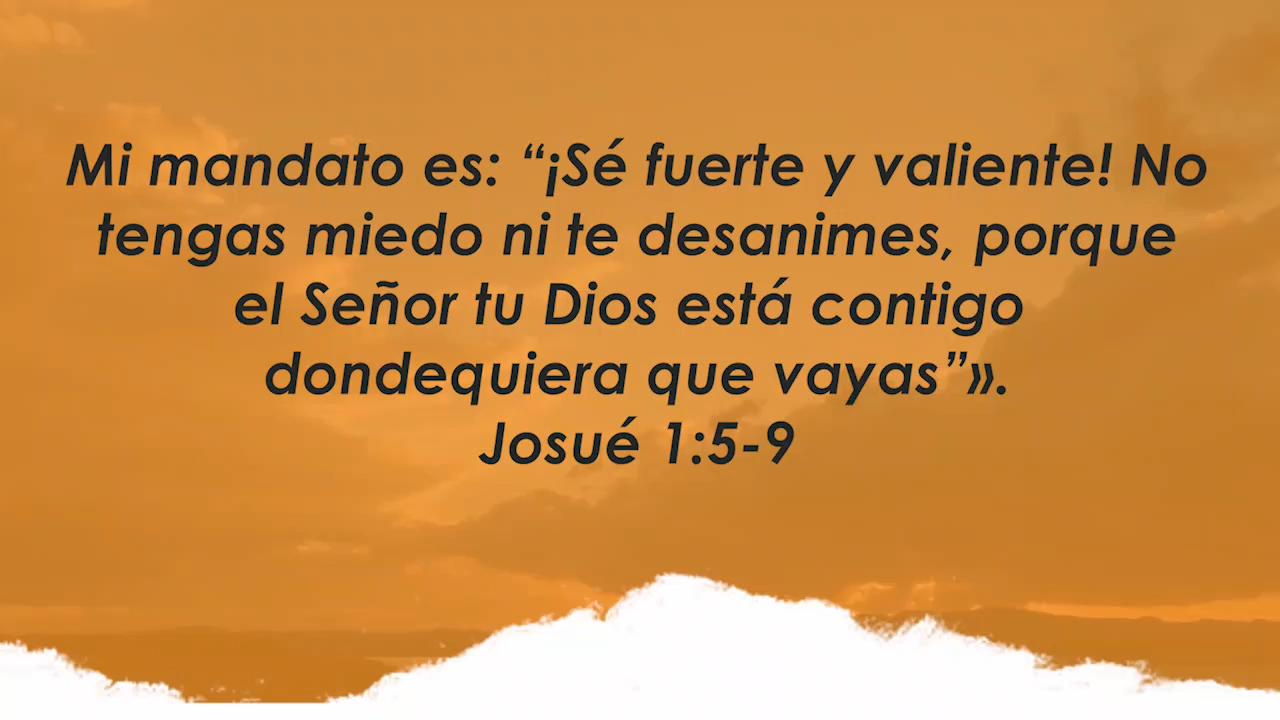 Mi mandato es: “¡Sé fuerte y valiente! No
tengas miedo ni te desanimes, porque
el Señor tu Dios está contigo
dondequiera que vayas”».
Josué 1:5-9